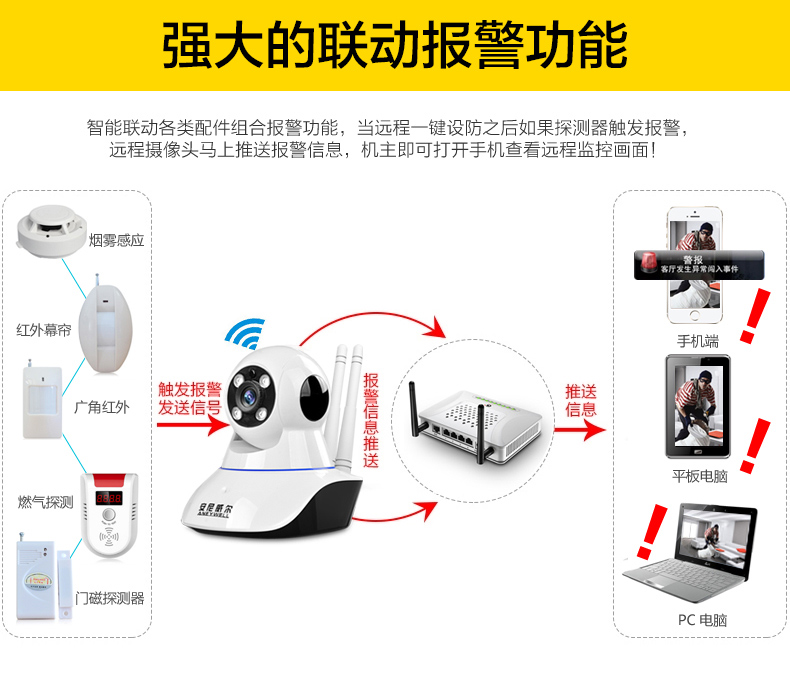 强大的联动报警功能
智能联动各类配件组合报警功能，当远程一键设防之后如果探测器触发报警，
远程摄像头马上推送报警信息，机主即可打开手机查看远程监控画面！
烟雾感应
红外幕帘
广角红外
燃气探测
门磁探测器
触发报警
发送信号
安尼威尔
ANEYWELL
报警信息推送
推送
信息
警报
客厅发生异常闯入事件
手机端
平板电脑
PC 电脑